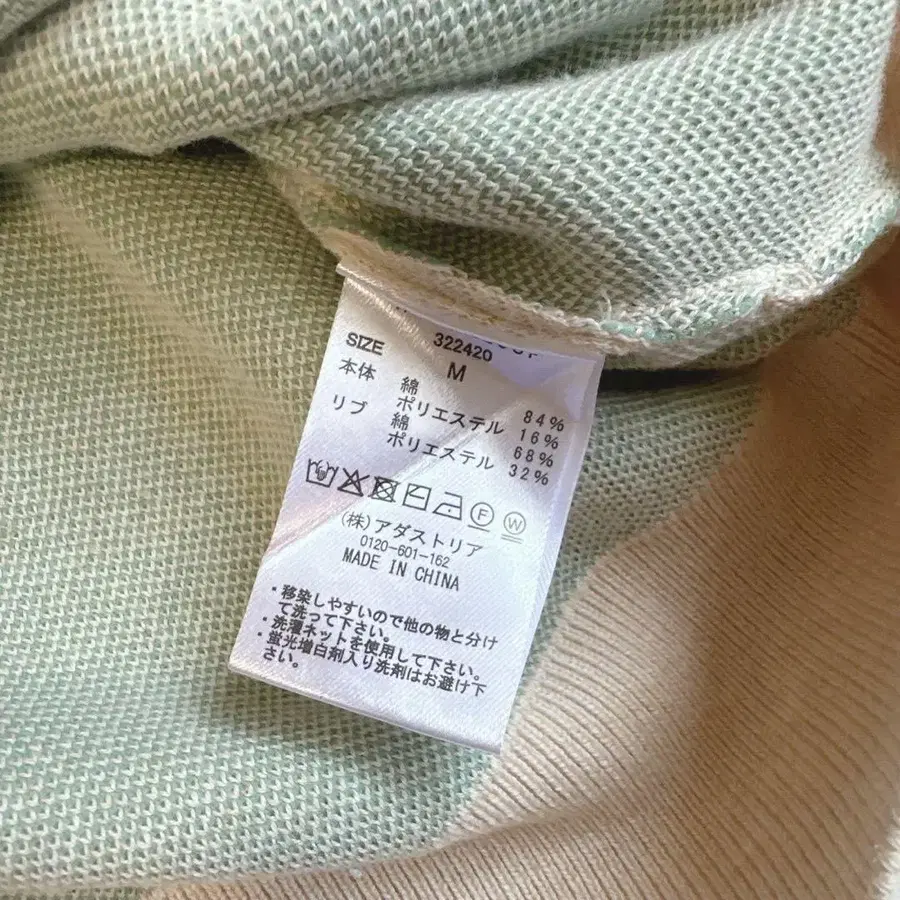 322420
SIZE M
本体 綿 84%
ポリエステル 16%
リブ 綿 68%
ポリエステル 32%
F W
(株)アダストリア
0120-601-162
MADE IN CHINA
・移染しやすいので他の物と分け
て洗って下さい。
・洗濯ネットを使用して下さい。
・蛍光増白剤入り洗剤はお避け下
さい。